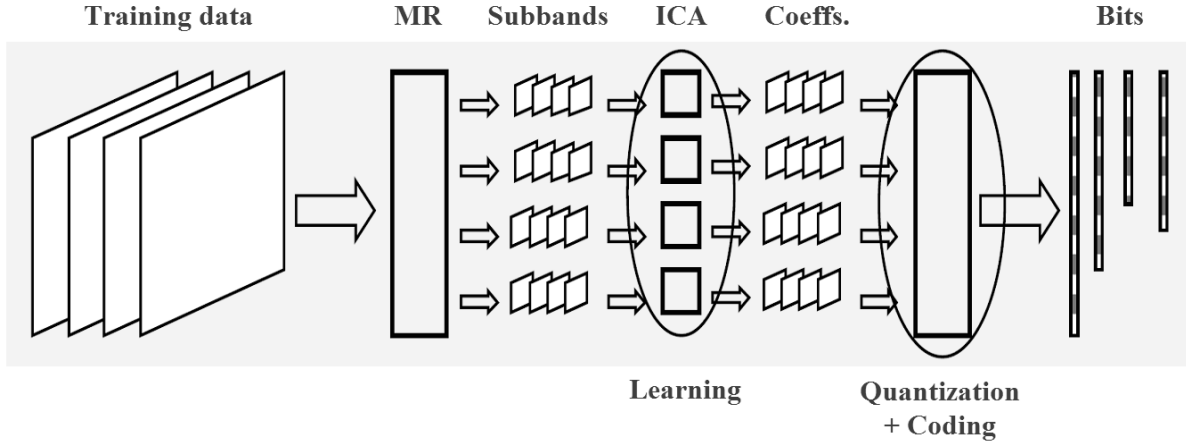 Training data
MR
Subbands
ICA
Coeffs.
Bits
Learning
Quantization
+ Coding